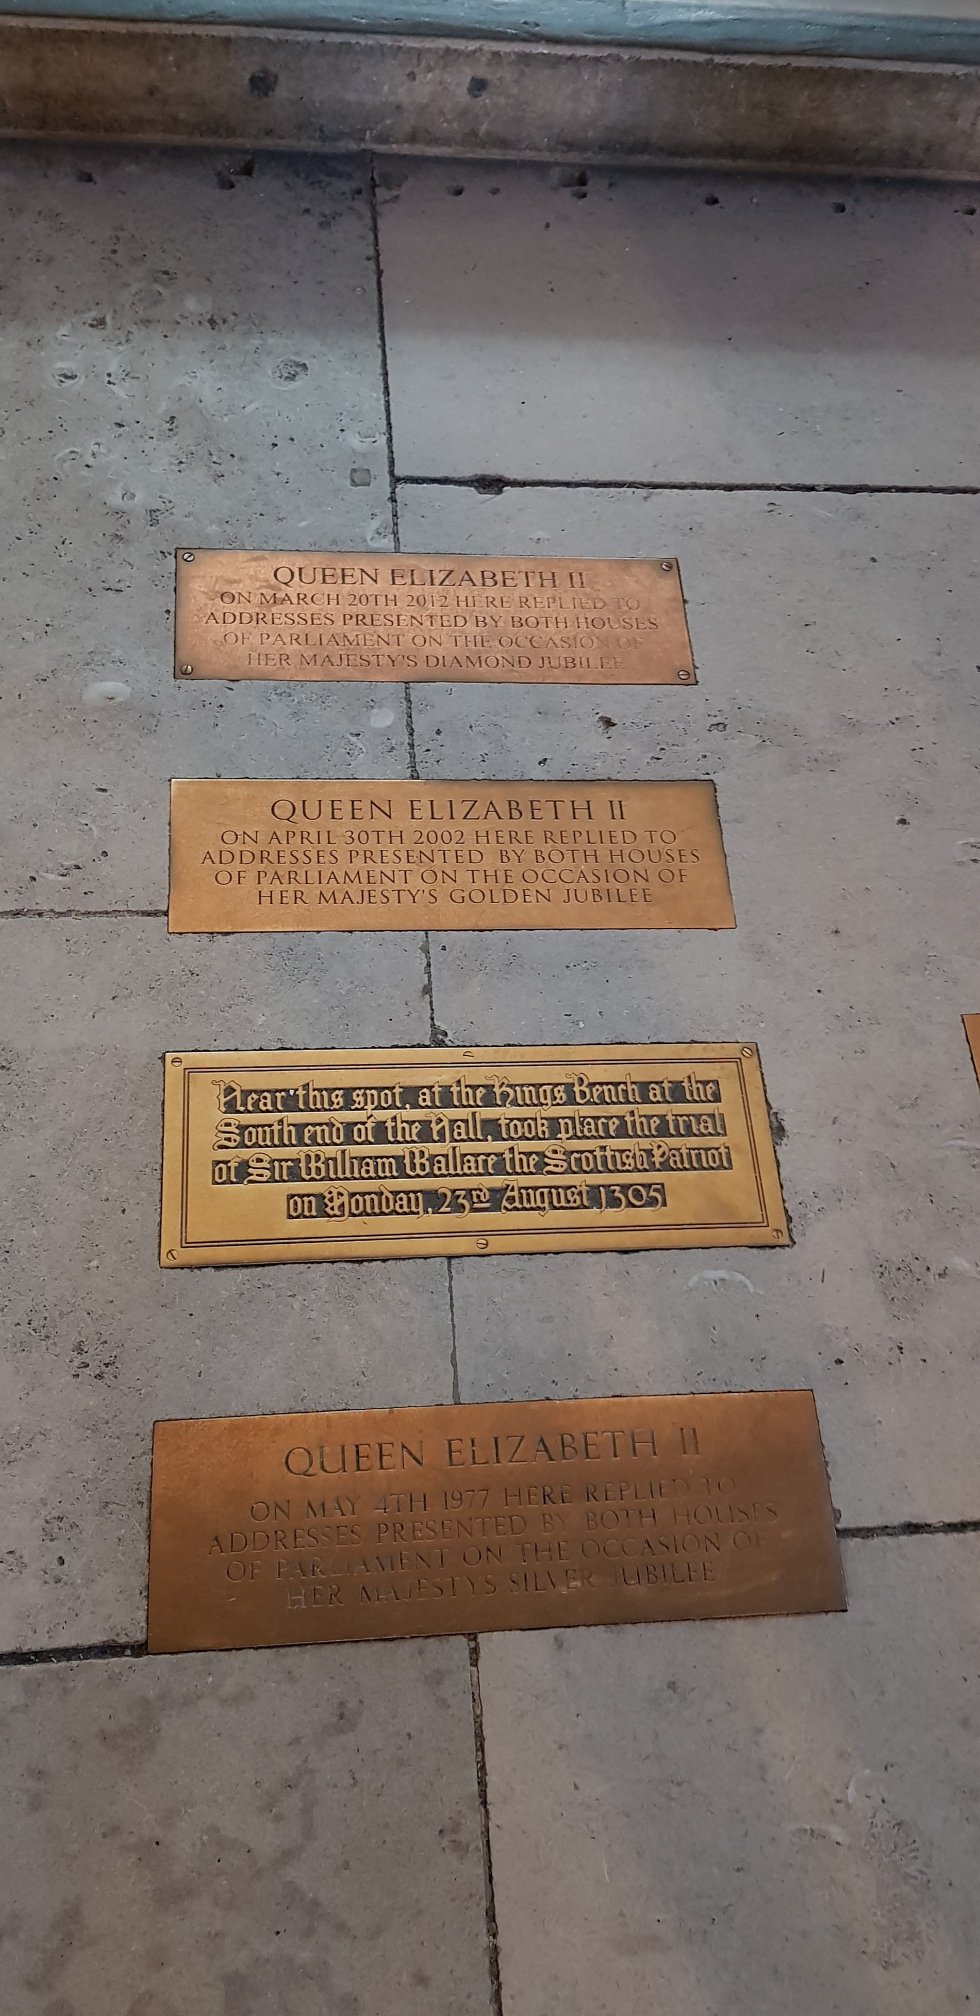 QUEEN ELIZABETH II
ON MARCH 20TH 2012 HERE REPLIED TO
ADDRESSES PRESENTED BY BOTH HOUSES
OF PARLIAMENT ON THE OCCASION OF
HER MAJESTY'S DIAMOND JUBILEE
QUEEN ELIZABETH II
ON APRIL 30TH 2002 HERE REPLIED TO
ADDRESSES PRESENTED BY BOTH HOUSES
OF PARLIAMENT ON THE OCCASION OF
HER MAJESTY'S GOLDEN JUBILEE
Near this spot, at the Kings Bench at the
South end of the Hall, took place the trial
of Sir William Wallace the Scottish Patriot
on Monday, 23rd August 1305
QUEEN ELIZABETH II
ON MAY 4TH 1977 HERE REPLIED TO
ADDRESSES PRESENTED BY BOTH HOUSES
OF PARLIAMENT ON THE OCCASION OF
HER MAJESTY'S SILVER JUBILEE